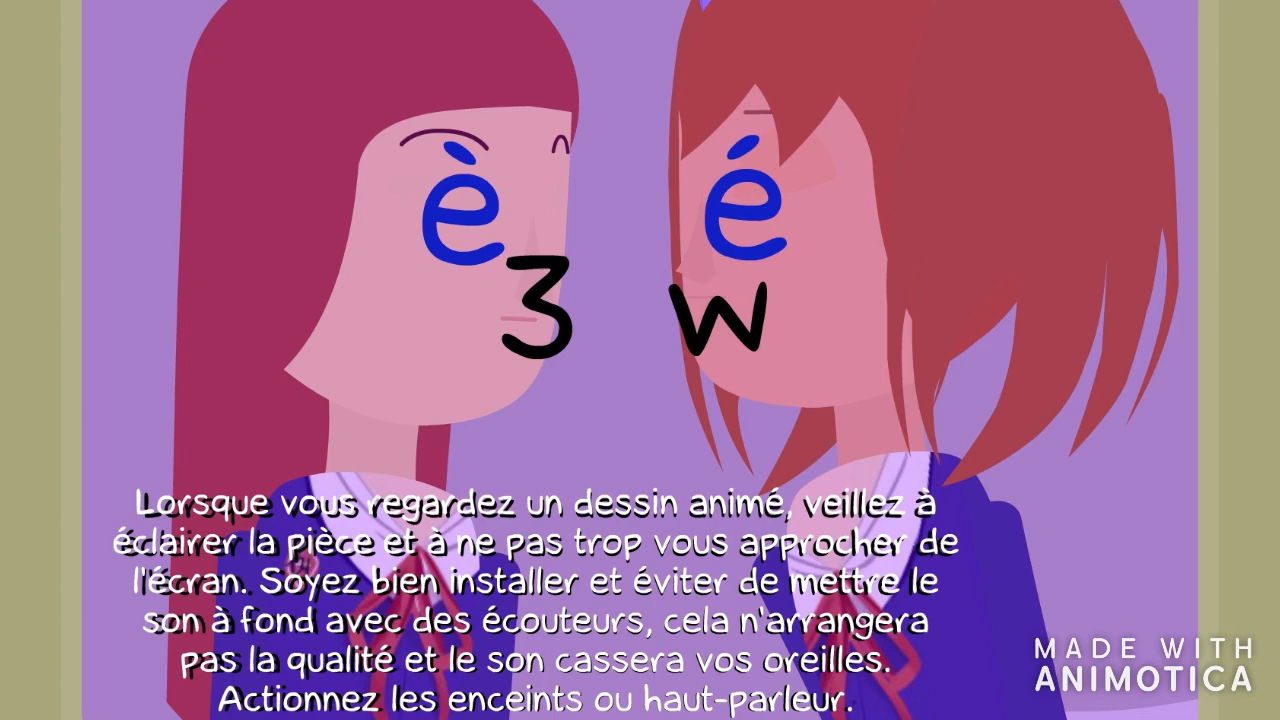 è é
3 w
Lorsque vous regardez un dessin animé, veillez à
éclairer la pièce et à ne pas trop vous approcher de
l'écran. Soyez bien installer et éviter de mettre le
son à fond avec des écouteurs, cela n'arrangera
pas la qualité et le son cassera vos oreilles.
Actionnez les enceints ou haut-parleur.
MADE WITH
ANIMOTICA